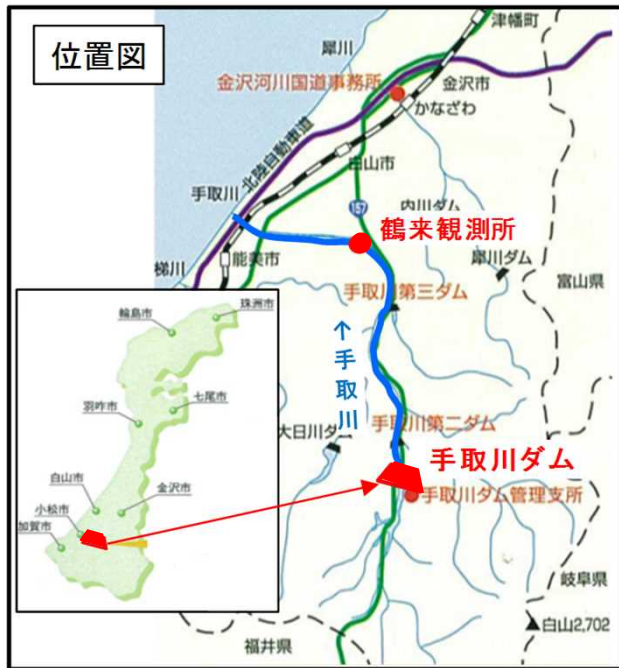 位置図
津幡町
犀川
金沢河川国道事務所
金沢市
かなざわ
北陸自動車道
白山市
手取川
157
内川ダム
鶴来観測所
能美市
梯川
犀川ダム
富山県
手取川第三ダム
↑手取川
手取川第二ダム
大日川ダム
手取川ダム
手取川ダム管理支所
岐阜県
白山2,702
福井県
珠洲市
輪島市
七尾市
羽咋市
白山市
金沢市
小松市
加賀市